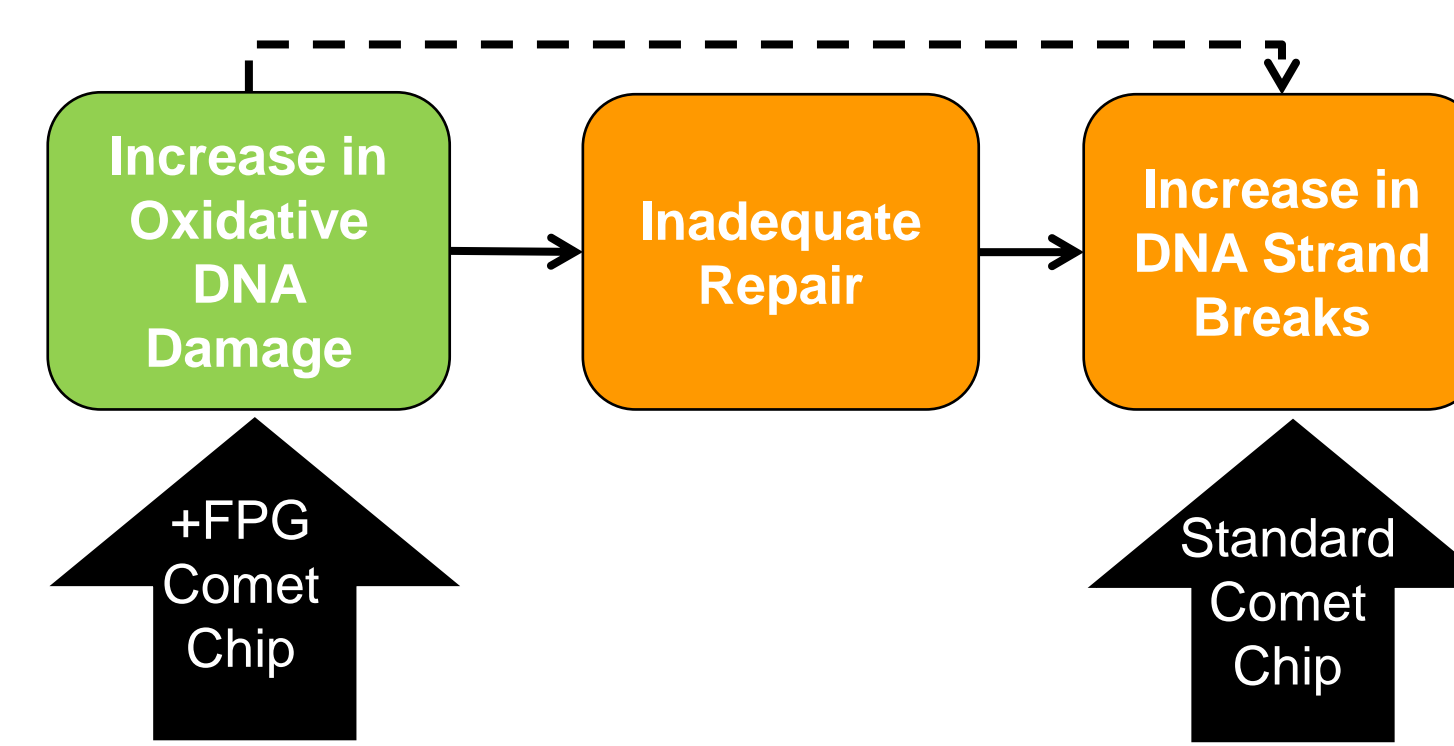 Increase in
Oxidative
DNA
Damage
Inadequate
Repair
Increase in
DNA Strand
Breaks
+FPG
Comet
Chip
Standard
Comet
Chip